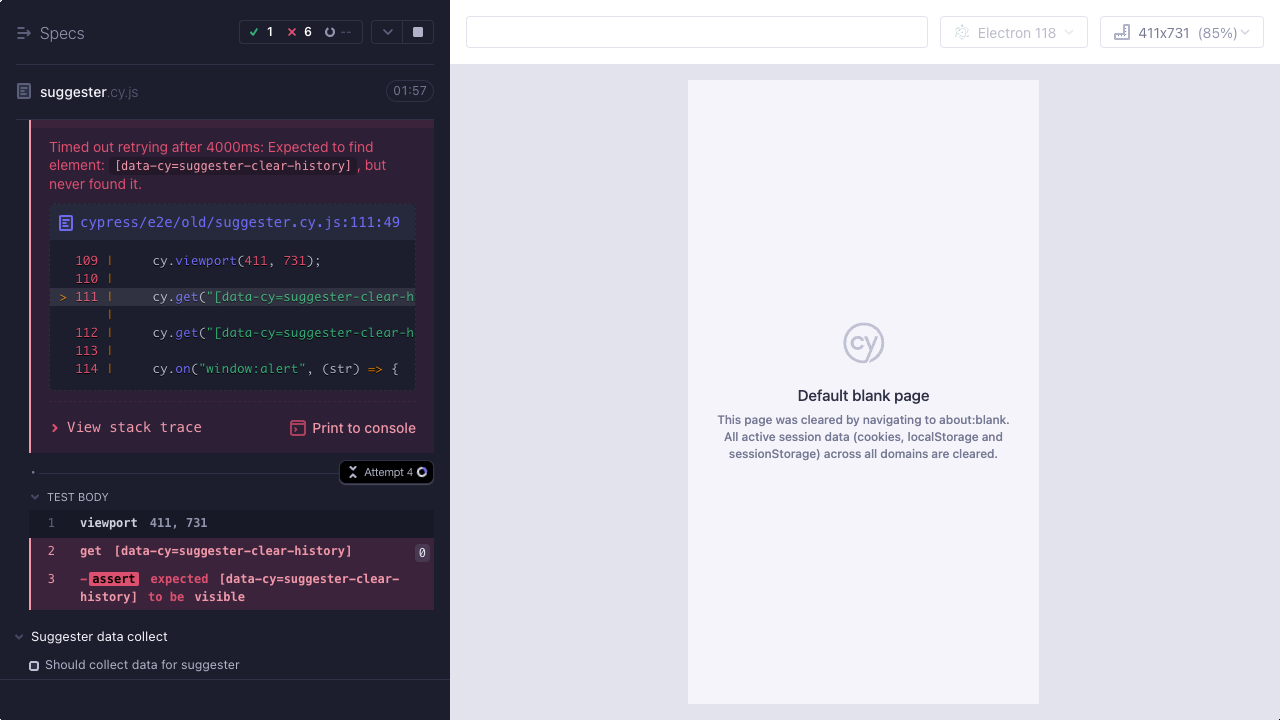 Specs
1 6 --
Electron 118
411x731 (85%)
suggester.cy.js
01:57
Timed out retrying after 4000ms: Expected to find
element: [data-cy=suggester-clear-history], but
never found it.
cypress/e2e/old/suggester.cy.js:111:49
109 | cy.viewport(411, 731);
110 |
> 111 | cy.get("[data-cy=suggester-clear-h
|
112 | cy.get("[data-cy=suggester-clear-h
113 |
114 | cy.on("window:alert", (str) => {
View stack trace
Print to console
Attempt 4
TEST BODY
1 viewport 411, 731
2 get [data-cy=suggester-clear-history] 0
3 -assert expected [data-cy=suggester-clear-
history] to be visible
Suggester data collect
Should collect data for suggester
cy
Default blank page
This page was cleared by navigating to about:blank.
All active session data (cookies, localStorage and
sessionStorage) across all domains are cleared.